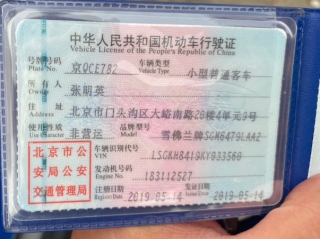 中华人民共和国机动车行驶证
Vehicle License of the People's Republic of China
号牌号码 京QCE782 车辆类型 小型普通客车
Plate No. Vehicle Type
所有人 张朝英
Owner
住址 北京市门头沟区大峪南路28楼4单元9号
Address
使用性质 非营运 品牌型号 雪佛兰牌SGM6479LAA2
Use Character Model
北京市公 车辆识别代号 LSGKH8419KY033560
VIN
安局公安 发动机号码 183112527
Engine No.
交通管理局 注册日期 2019-05-14 发证日期 2019-05-14
Register Date Issue Date